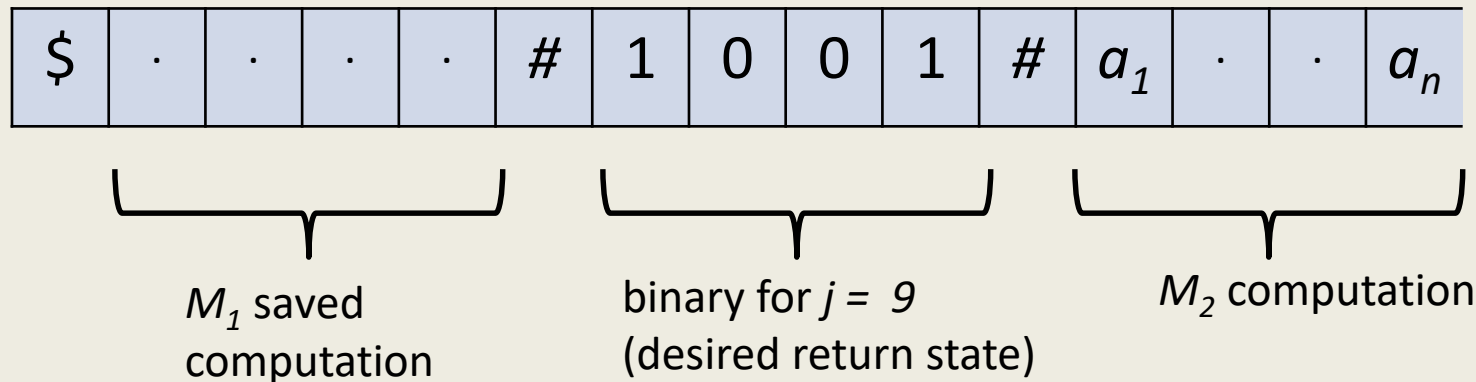 $ · · · · # 1 0 0 1 # a₁ · · aₙ
M₁ saved
computation
binary for j = 9
(desired return state)
M₂ computation